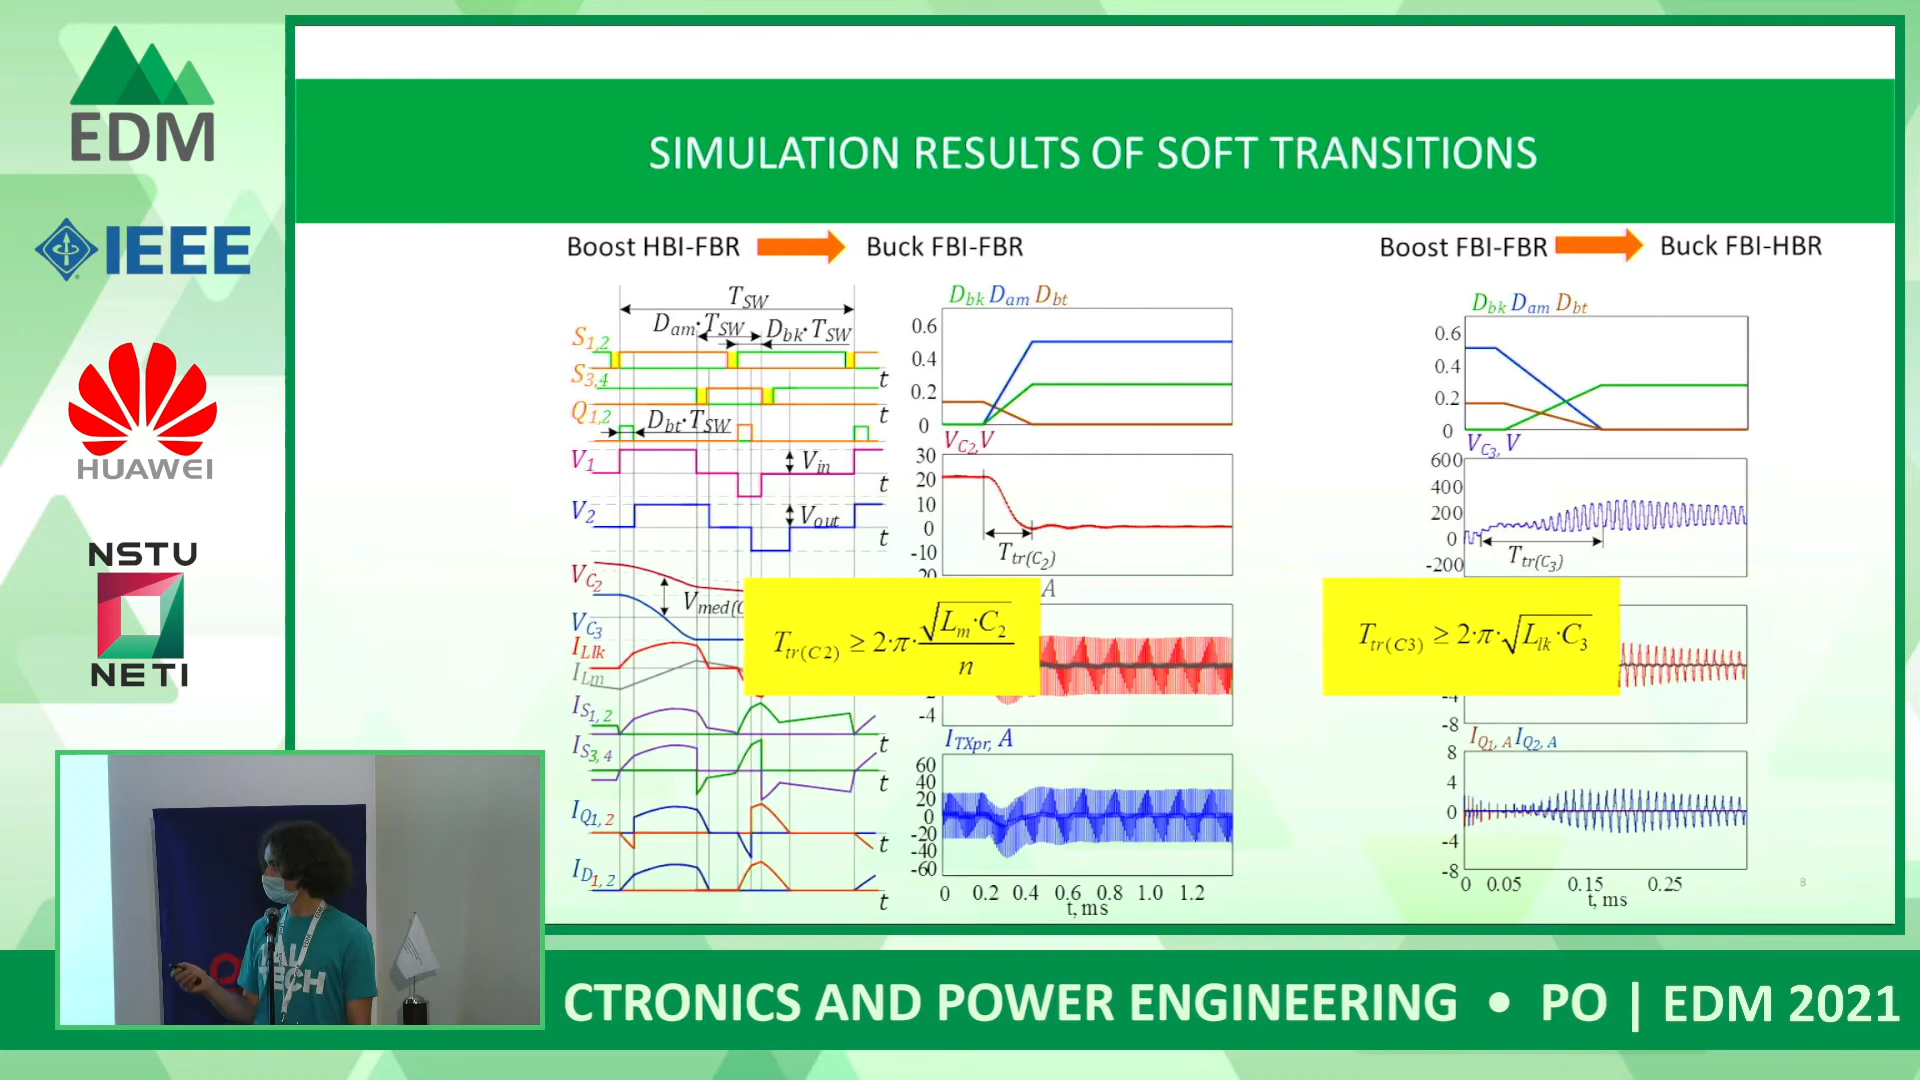 EDM
IEEE
HUAWEI
NSTU
NETI
SIMULATION RESULTS OF SOFT TRANSITIONS
Boost HBI-FBR
Buck FBI-FBR
Boost FBI-FBR
Buck FBI-HBR
T_SW
D_am·T_SW
D_bk·T_SW
S_1,2
t
S_3,4
t
Q_1,2
D_bt·T_SW
V_1
V_in
t
V_2
V_out
t
V_C2
V_med(C
V_C3
I_Llk
I_Lm
I_S1,2
t
I_S3,4
t
I_Q1,2
t
I_D1,2
t
D_bk D_am D_bt
0.6
0.4
0.2
0
V_C2, V
30
20
10
0
-10
20
T_tr(C2)
A
T_tr(C2) ≥ 2·π·√(L_m·C_2)/n
-4
I_TXpr, A
60
40
20
0
-20
-40
-60
0 0.2 0.4 0.6 0.8 1.0 1.2
t, ms
D_bk D_am D_bt
0.6
0.4
0.2
0
V_C3, V
600
400
200
0
-200
T_tr(C3)
T_tr(C3) ≥ 2·π·√(L_lk·C_3)
-4
-8
I_Q1, A I_Q2, A
8
4
0
-4
-8
0 0.05 0.15 0.25
t, ms
8
TECH
CTRONICS AND POWER ENGINEERING • PO | EDM 2021